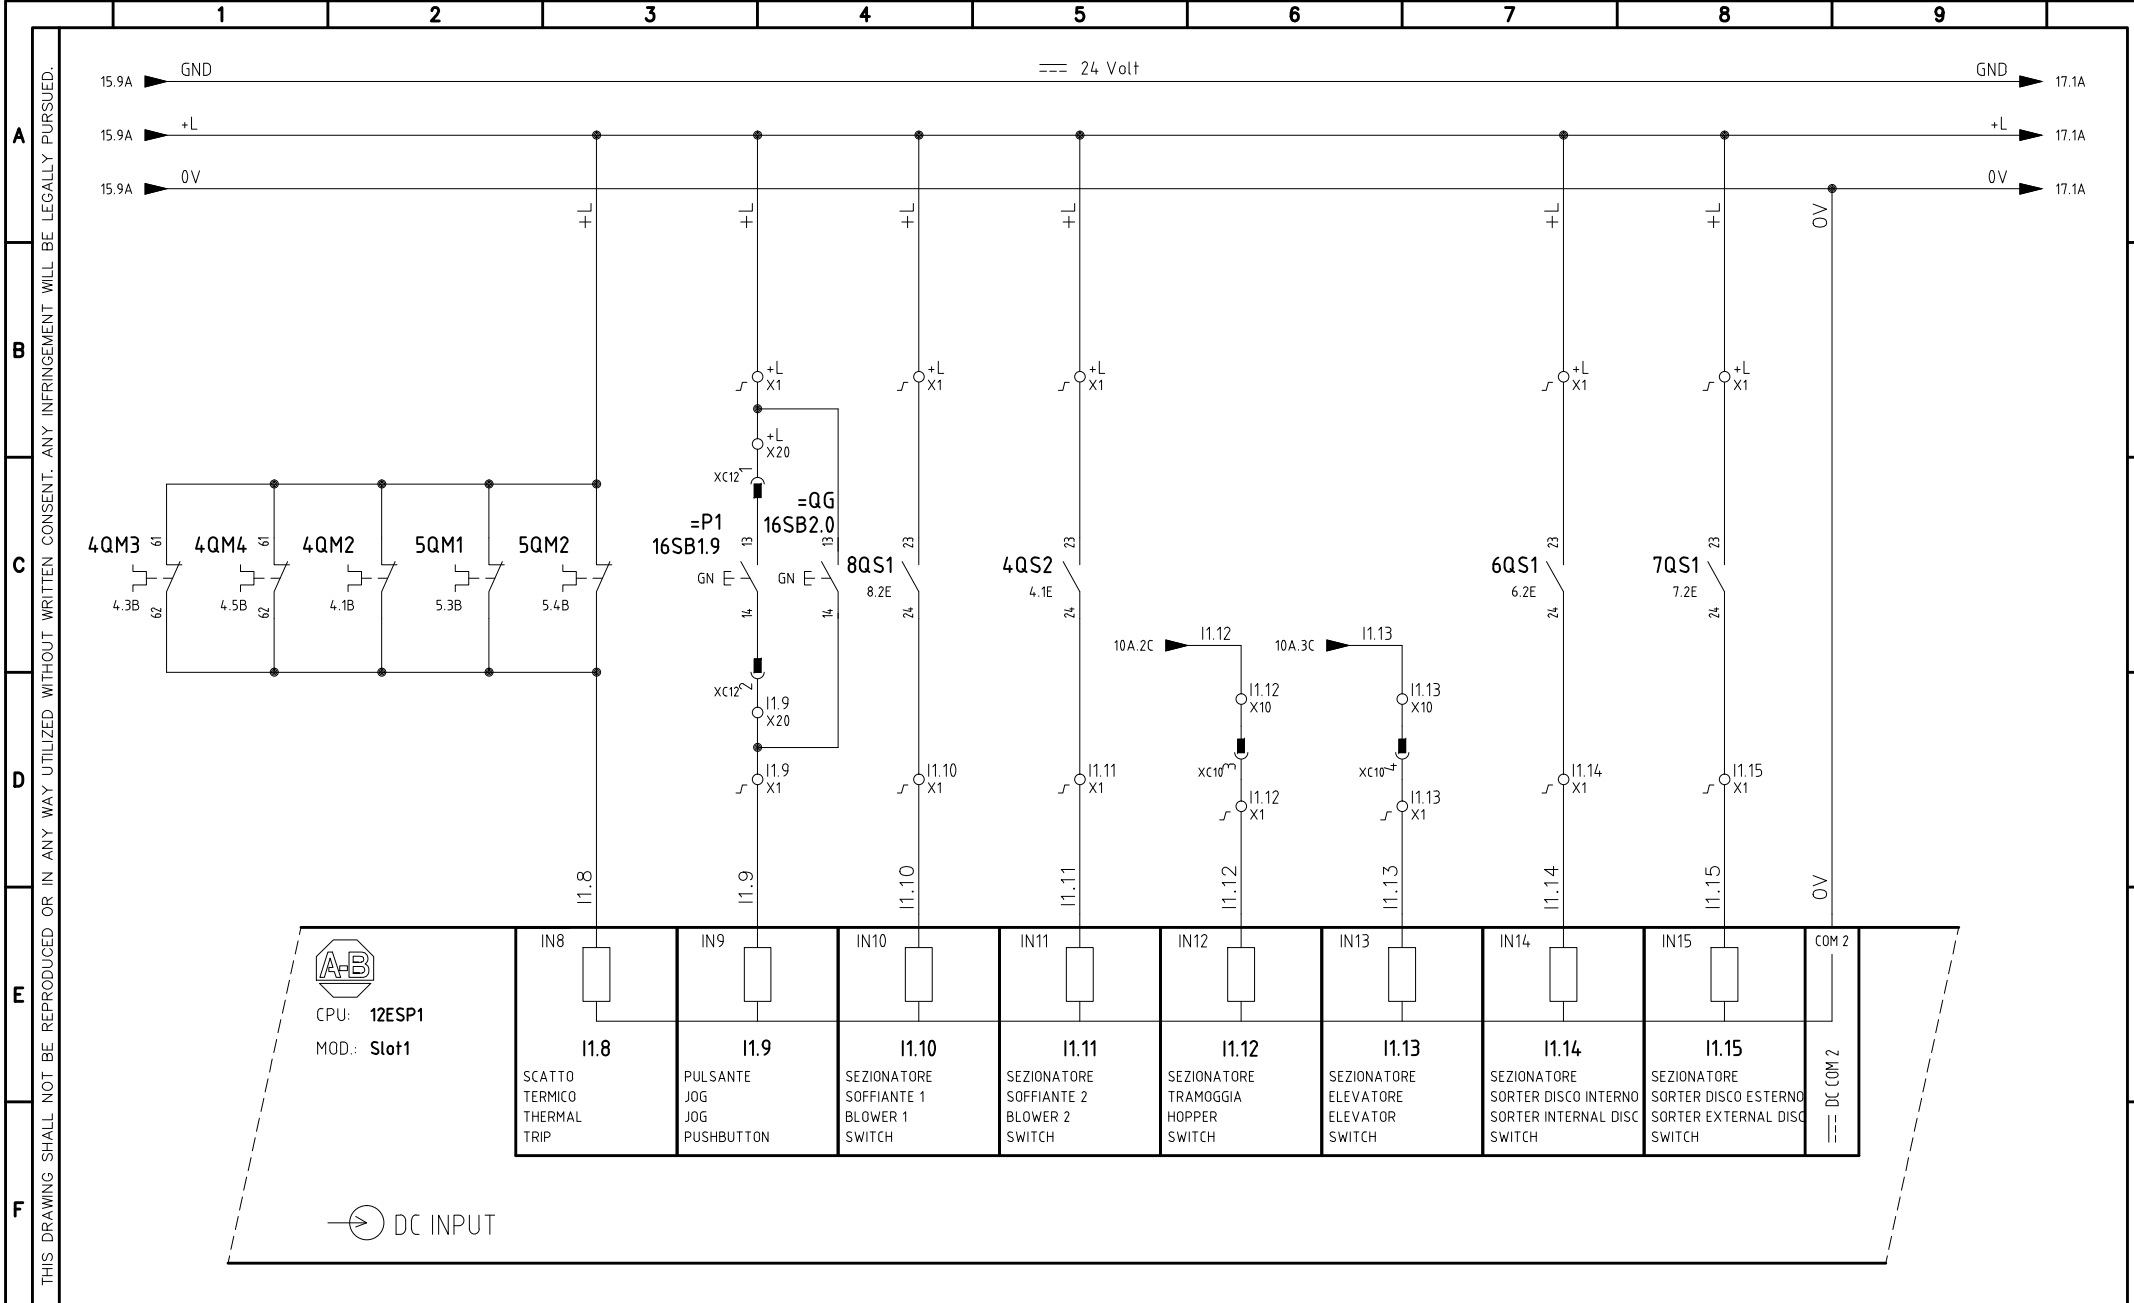 1 2 3 4 5 6 7 8 9
15.9A GND 24 Volt GND 17.1A
A
15.9A +L +L 17.1A
15.9A 0V 0V 17.1A
+L +L +L +L +L +L 0V
B
+L +L +L +L +L
X1 X1 X1 X1 X1
+L
X20
XC12 1
=QG
=P1 16SB2.0
16SB1.9
C
4QM3 61 4QM4 61 4QM2 5QM1 5QM2 13 13 8QS1 23 4QS2 23 6QS1 23 7QS1 23
GN GN
4.3B 62 4.5B 62 4.1B 5.3B 5.4B 14 14 8.2E 24 4.1E 24 6.2E 24 7.2E 24
10A.2C I1.12 10A.3C I1.13
XC12 2
I1.9 I1.12 I1.13
X20 X10 X10
D
I1.9 I1.10 I1.11 XC10 3 XC10 4 I1.14 I1.15
X1 X1 X1 X1 X1
I1.12 I1.13
X1 X1
I1.8 I1.9 I1.10 I1.11 I1.12 I1.13 I1.14 I1.15 0V
IN8 IN9 IN10 IN11 IN12 IN13 IN14 IN15 COM 2
A-B
E
CPU: 12ESP1
MOD.: Slot1
I1.8
SCATTO
TERMICO
THERMAL
TRIP
I1.9
PULSANTE
JOG
JOG
PUSHBUTTON
I1.10
SEZIONATORE
SOFFIANTE 1
BLOWER 1
SWITCH
I1.11
SEZIONATORE
SOFFIANTE 2
BLOWER 2
SWITCH
I1.12
SEZIONATORE
TRAMOGGIA
HOPPER
SWITCH
I1.13
SEZIONATORE
ELEVATORE
ELEVATOR
SWITCH
I1.14
SEZIONATORE
SORTER DISCO INTERNO
SORTER INTERNAL DISC
SWITCH
I1.15
SEZIONATORE
SORTER DISCO ESTERNO
SORTER EXTERNAL DISC
SWITCH
DC COM 2
F
DC INPUT
THIS DRAWING SHALL NOT BE REPRODUCED OR IN ANY WAY UTILIZED WITHOUT WRITTEN CONSENT. ANY INFRINGEMENT WILL BE LEGALLY PURSUED.